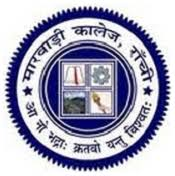 मारवाड़ी कालेज, राँची
आ नो भद्राः क्रतवो यन्तु विश्वतः